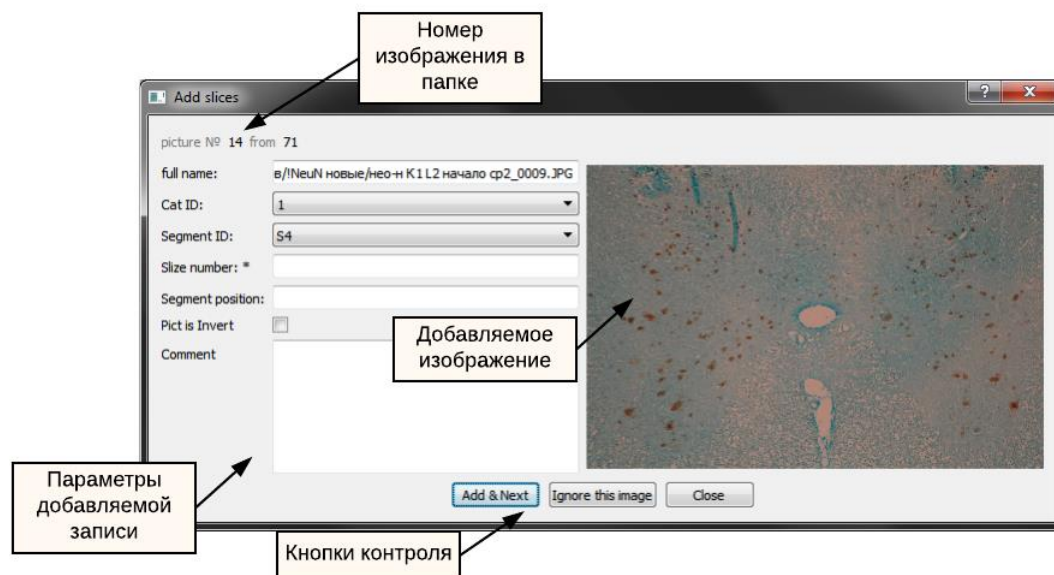 Номер
изображения в
папке
Add slices
picture № 14 from 71
full name: в/!NeuN новые/нео-н K1 L2 начало ср2_0009.JPG
Cat ID: 1
Segment ID: S4
Slize number: *
Segment position:
Pict is Invert
Добавляемое
изображение
Comment
Параметры
добавляемой
записи
Add & Next Ignore this image Close
Кнопки контроля